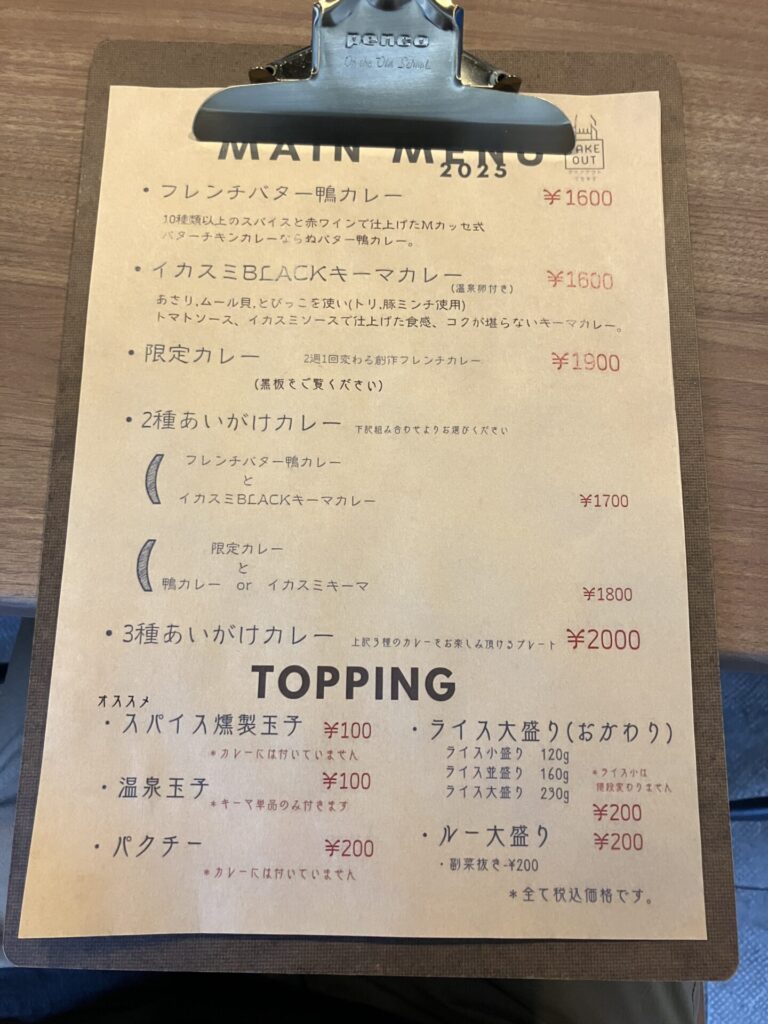 penco
On the Old School.
MAIN MENU
2025
TAKE OUT
・フレンチバター鴨カレー ¥1600
10種類以上のスパイスと赤ワインで仕上げたMカッセ式
バターチキンカレーならぬバター鴨カレー。
・イカスミBLACKキーマカレー (温泉卵付き) ¥1600
あさり,ムール貝,とびっこを使い(トリ,豚ミンチ使用)
トマトソース、イカスミソースで仕上げた食感、コクが堪らないキーマカレー。
・限定カレー 2週1回変わる創作フレンチカレー ¥1900
(黒板をご覧ください)
・2種あいがけカレー 下記組み合わせよりお選びください
フレンチバター鴨カレー
と
イカスミBLACKキーマカレー ¥1700
限定カレー
と
鴨カレー or イカスミキーマ ¥1800
・3種あいがけカレー 上記3種のカレーをお楽しみ頂けるプレート ¥2000
TOPPING
オススメ
・スパイス燻製玉子 ¥100
*カレーには付いていません
・温泉玉子 ¥100
*キーマ単品のみ付きます
・パクチー ¥200
*カレーには付いていません
・ライス大盛り(おかわり)
ライス小盛り 120g
ライス並盛り 160g
ライス大盛り 230g
*ライス小は
値段変わりません
¥200
・ルー大盛り ¥200
・副菜抜き-¥200
*全て税込価格です。